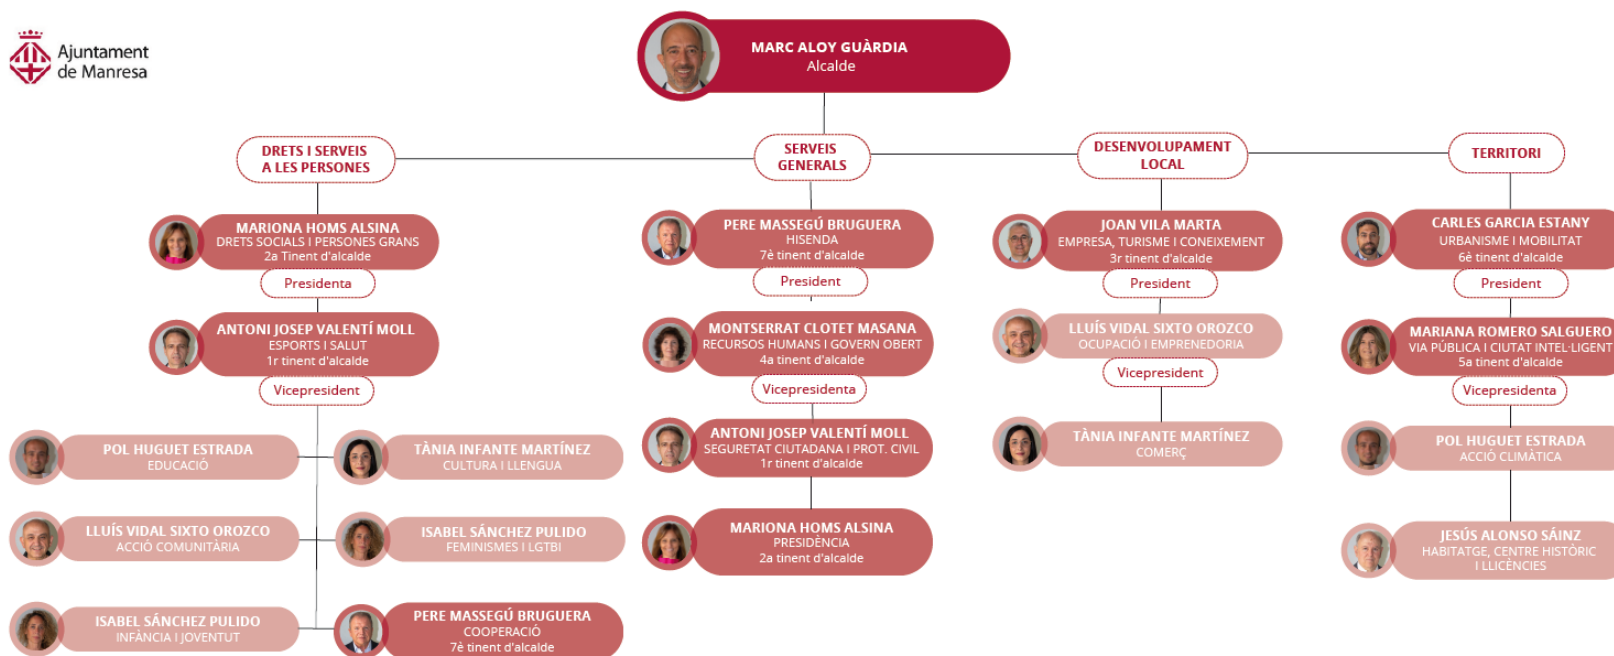 Ajuntament
de Manresa
MARC ALOY GUÀRDIA
Alcalde
DRETS I SERVEIS
A LES PERSONES
MARIONA HOMS ALSINA
DRETS SOCIALS I PERSONES GRANS
2a Tinent d'alcalde
Presidenta
ANTONI JOSEP VALENTÍ MOLL
ESPORTS I SALUT
1r tinent d'alcalde
Vicepresident
POL HUGUET ESTRADA
EDUCACIÓ
TÀNIA INFANTE MARTÍNEZ
CULTURA I LLENGUA
LLUÍS VIDAL SIXTO OROZCO
ACCIÓ COMUNITÀRIA
ISABEL SÁNCHEZ PULIDO
FEMINISMES I LGTBI
ISABEL SÁNCHEZ PULIDO
INFÀNCIA I JOVENTUT
PERE MASSEGÚ BRUGUERA
COOPERACIÓ
7è tinent d'alcalde
SERVEIS
GENERALS
PERE MASSEGÚ BRUGUERA
HISENDA
7è tinent d'alcalde
President
MONTSERRAT CLOTET MASANA
RECURSOS HUMANS I GOVERN OBERT
4a tinent d'alcalde
Vicepresidenta
ANTONI JOSEP VALENTÍ MOLL
SEGURETAT CIUTADANA I PROT. CIVIL
1r tinent d'alcalde
MARIONA HOMS ALSINA
PRESIDÈNCIA
2a tinent d'alcalde
DESENVOLUPAMENT
LOCAL
JOAN VILA MARTA
EMPRESA, TURISME I CONEIXEMENT
3r tinent d'alcalde
President
LLUÍS VIDAL SIXTO OROZCO
OCUPACIÓ I EMPRENEDORIA
Vicepresident
TÀNIA INFANTE MARTÍNEZ
COMERÇ
TERRITORI
CARLES GARCIA ESTANY
URBANISME I MOBILITAT
6è tinent d'alcalde
President
MARIANA ROMERO SALGUERO
VIA PÚBLICA I CIUTAT INTEL·LIGENT
5a tinent d'alcalde
Vicepresidenta
POL HUGUET ESTRADA
ACCIÓ CLIMÀTICA
JESÚS ALONSO SÁINZ
HABITATGE, CENTRE HISTÒRIC
I LLICÈNCIES